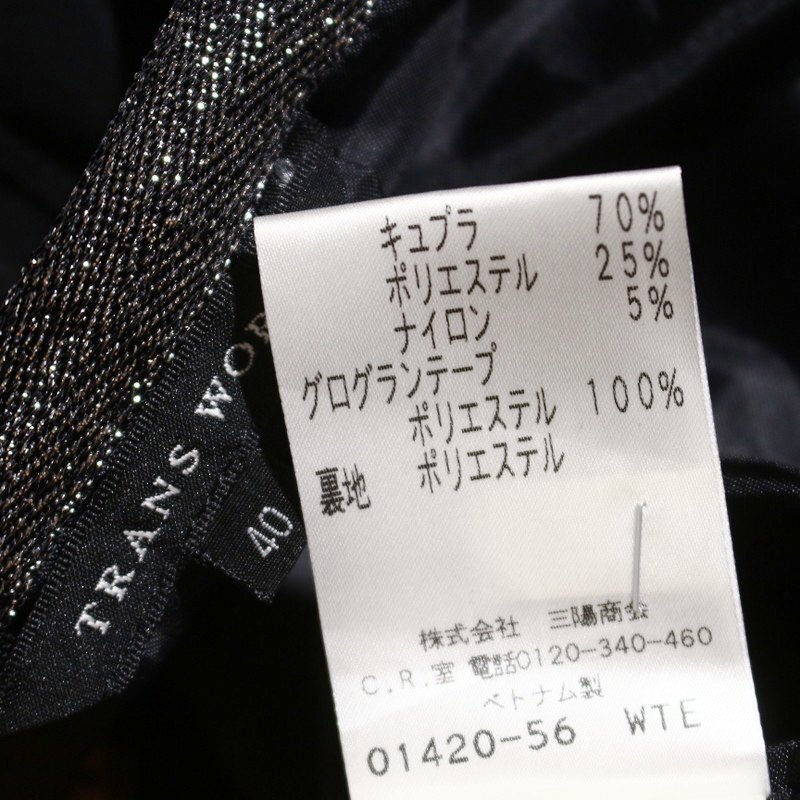 TRANS WOR
40
キュプラ 70%
ポリエステル 25%
ナイロン 5%
グログランテープ
ポリエステル 100%
裏地 ポリエステル
株式会社 三陽商会
C.R.室 電話0120-340-460
ベトナム製
01420-56 WTE